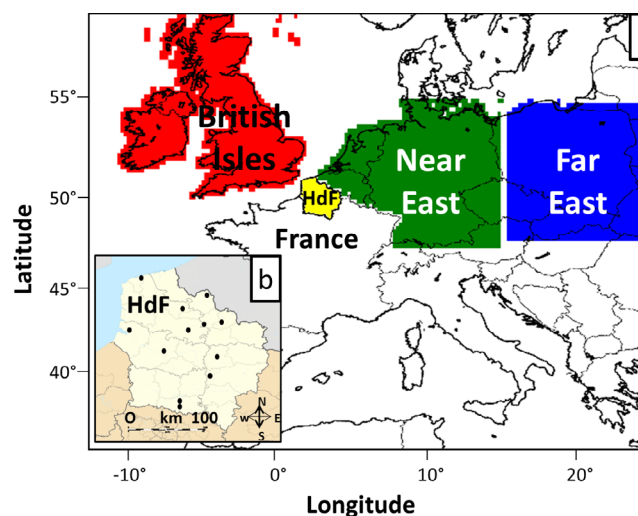 55°
50°
45°
40°
Latitude
British
Isles
HdF
France
Near
East
Far
East
b
HdF
0 km 100
N
W E
S
-10°
0°
10°
20°
Longitude